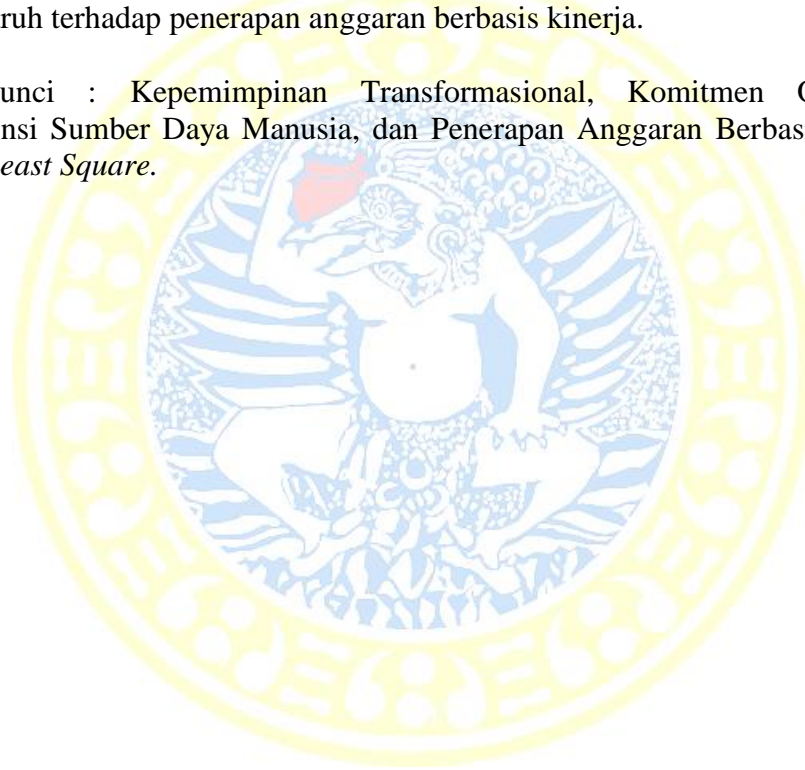 ruh terhadap penerapan anggaran berbasis kinerja.
unci : Kepemimpinan Transformasional, Komitmen O
nsi Sumber Daya Manusia, dan Penerapan Anggaran Berbas
east Square.